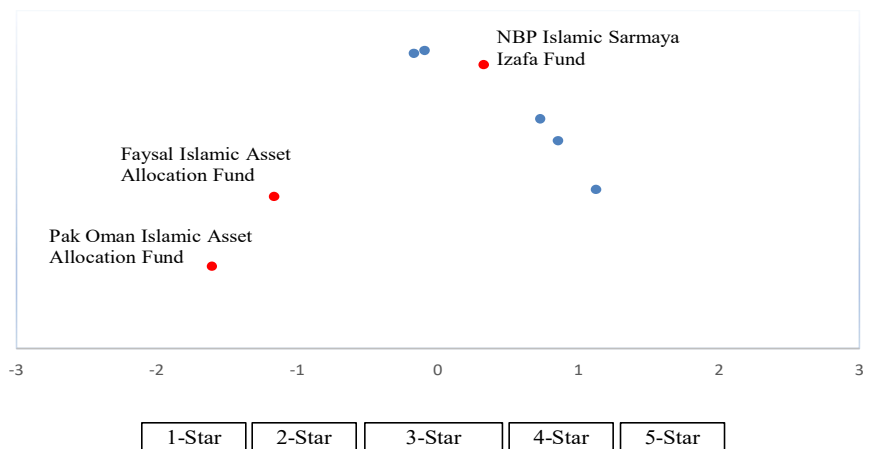 NBP Islamic Sarmaya
Izafa Fund
Faysal Islamic Asset
Allocation Fund
Pak Oman Islamic Asset
Allocation Fund
-3 -2 -1 0 1 2 3
1-Star 2-Star 3-Star 4-Star 5-Star